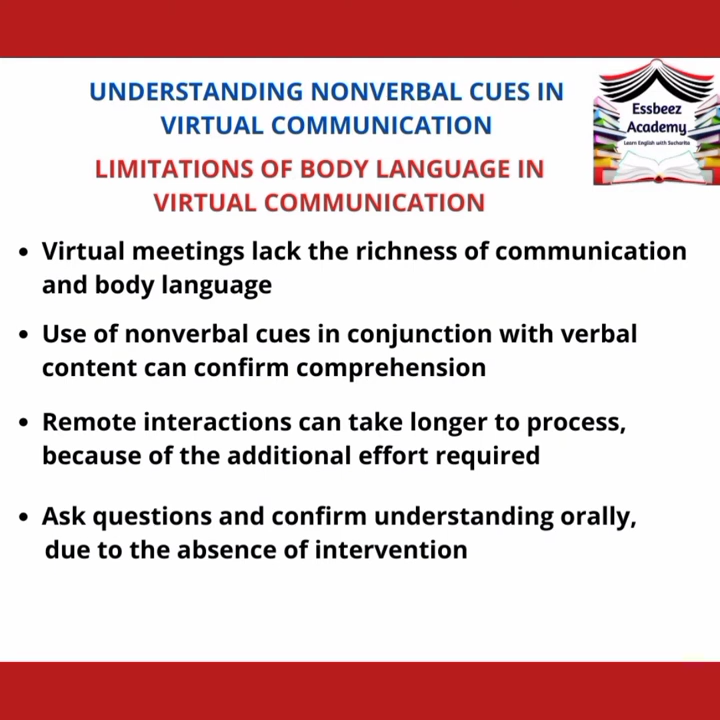 UNDERSTANDING NONVERBAL CUES IN
VIRTUAL COMMUNICATION
Essbeez
Academy
Learn English with Sucharita
LIMITATIONS OF BODY LANGUAGE IN
VIRTUAL COMMUNICATION
• Virtual meetings lack the richness of communication
and body language
• Use of nonverbal cues in conjunction with verbal
content can confirm comprehension
• Remote interactions can take longer to process,
because of the additional effort required
• Ask questions and confirm understanding orally,
due to the absence of intervention